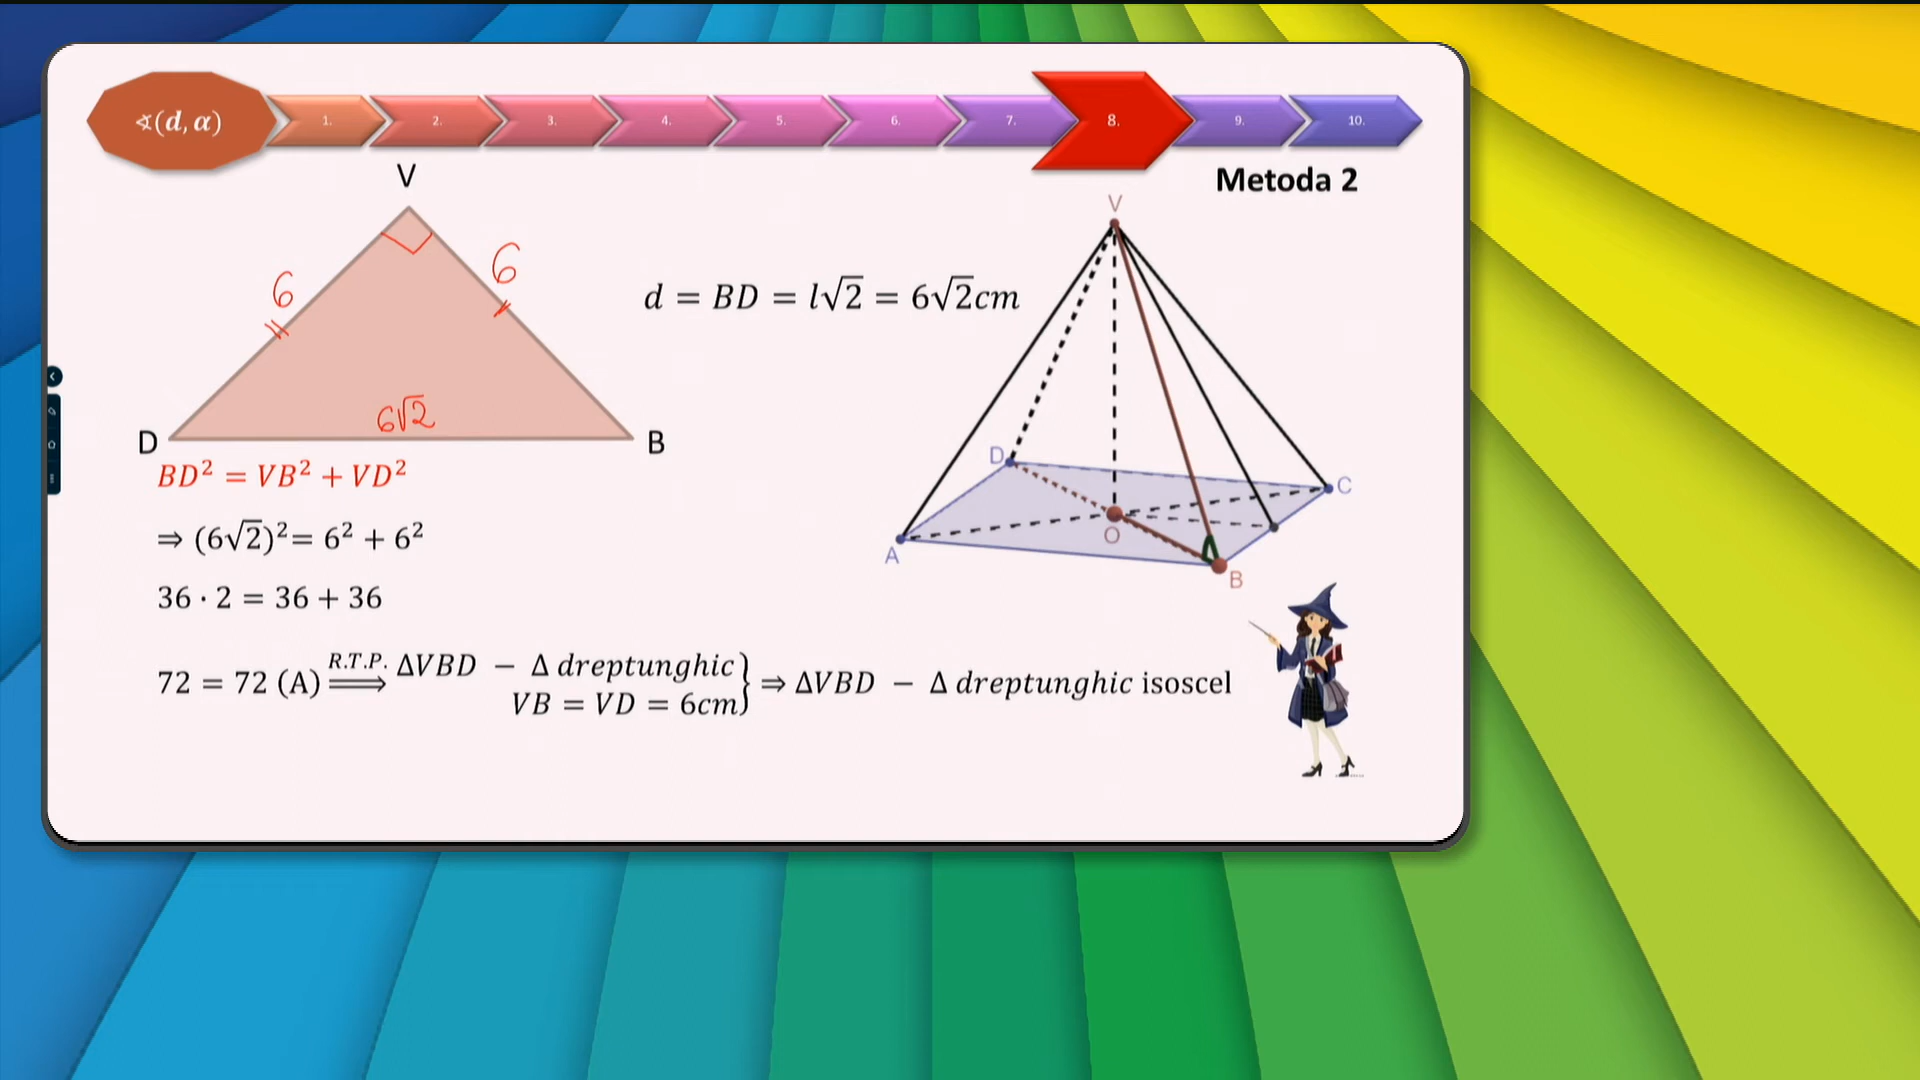 ∢(d, α)
1.
2.
3.
4.
5.
6.
7.
8.
9.
10.
Metoda 2
V
6
6
6√2
D
B
d = BD = l√2 = 6√2cm
V
D
C
O
A
B
BD² = VB² + VD²
⇒ (6√2)²= 6² + 6²
36 · 2 = 36 + 36
72 = 72 (A) R.T.P. ⟹ ΔVBD − Δ dreptunghic
VB = VD = 6cm} ⇒ ΔVBD − Δ dreptunghic isoscel